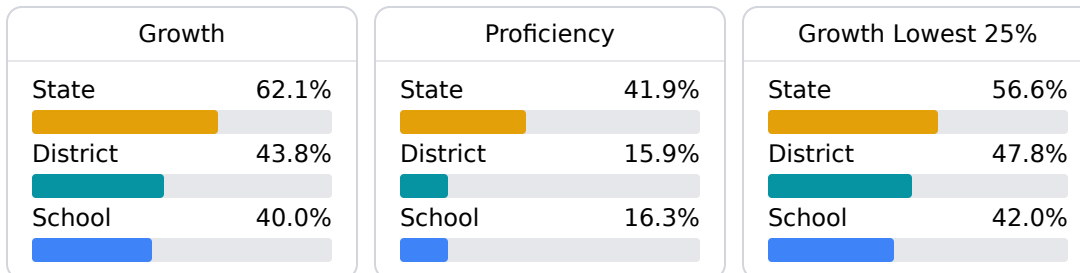 Growth
State 62.1%
District 43.8%
School 40.0%
Proficiency
State 41.9%
District 15.9%
School 16.3%
Growth Lowest 25%
State 56.6%
District 47.8%
School 42.0%